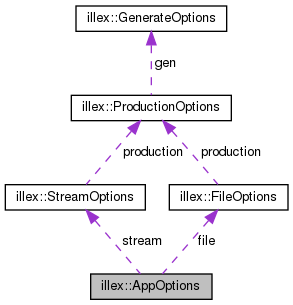 illex::GenerateOptions
gen
illex::ProductionOptions
production production
illex::StreamOptions illex::FileOptions
stream file
illex::AppOptions